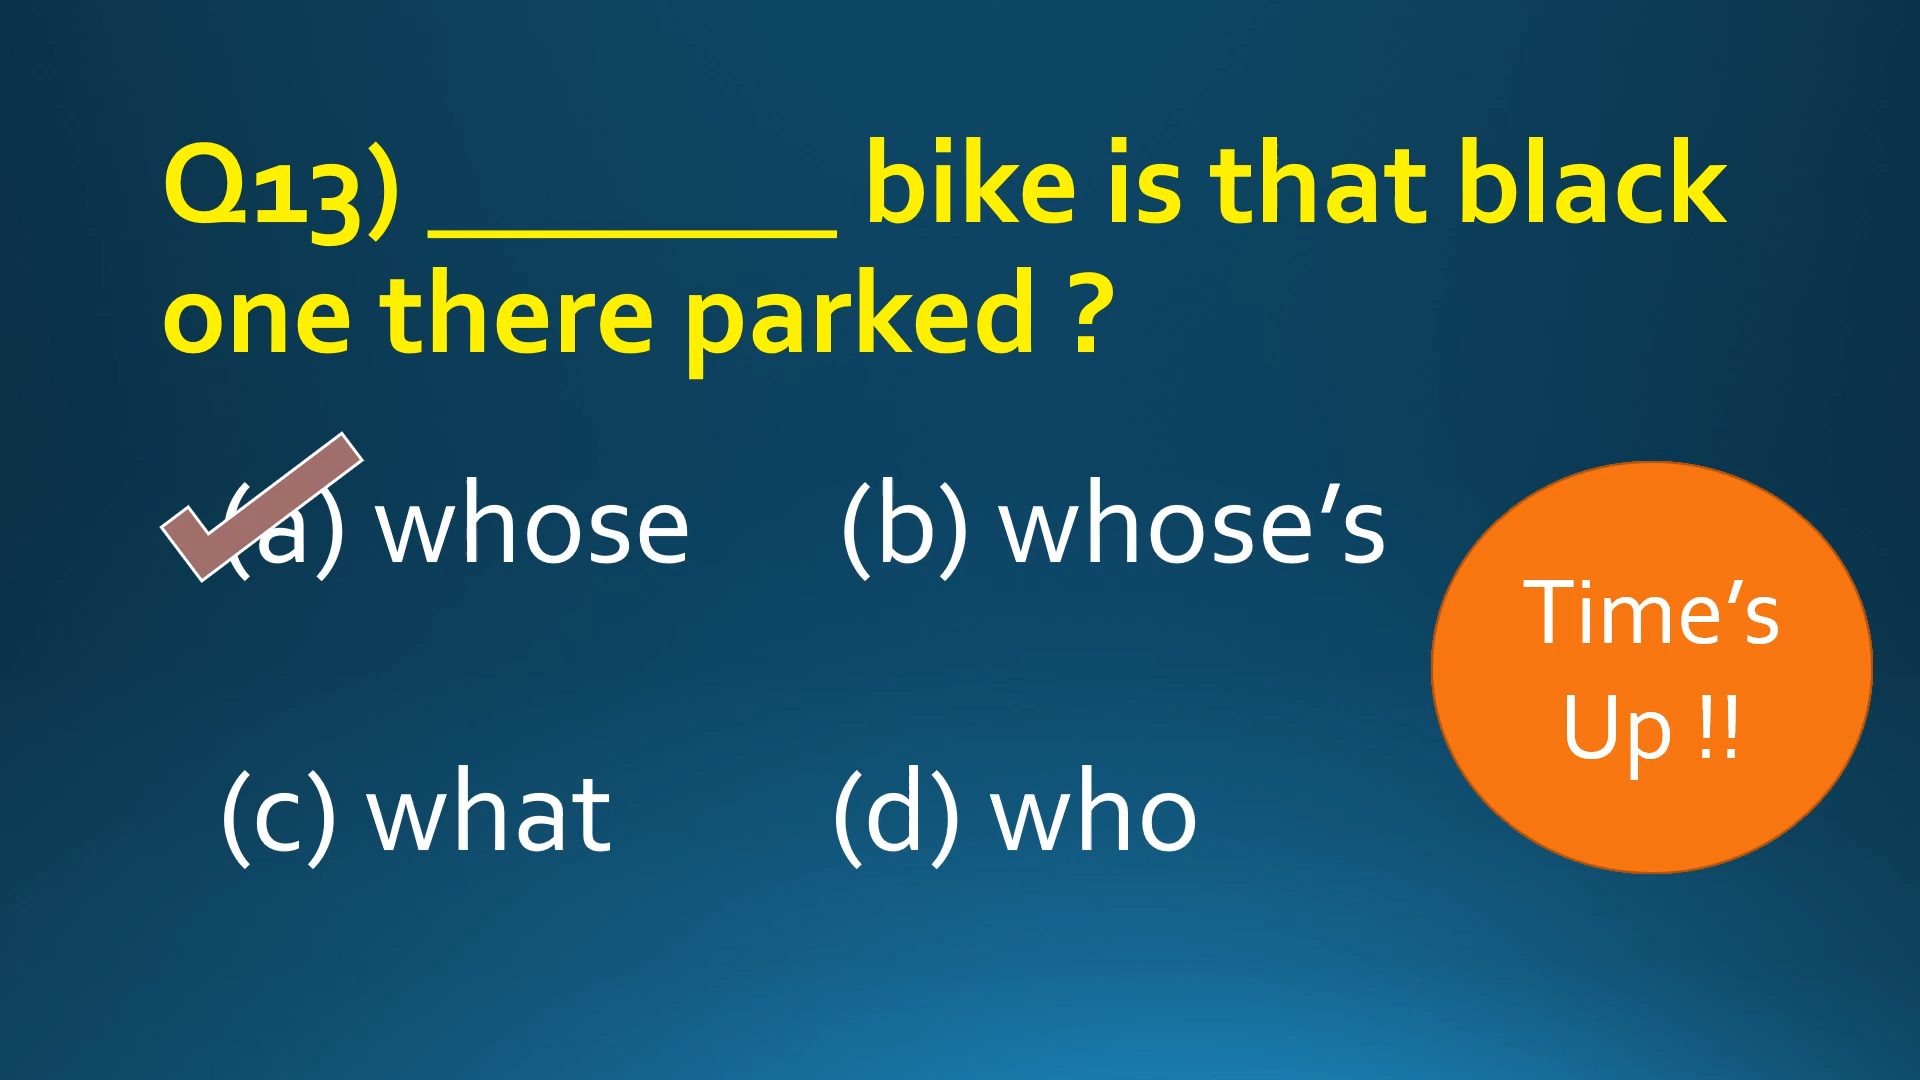 Q13) ________ bike is that black
one there parked ?
(a) whose (b) whose’s
(c) what (d) who
Time’s
Up !!